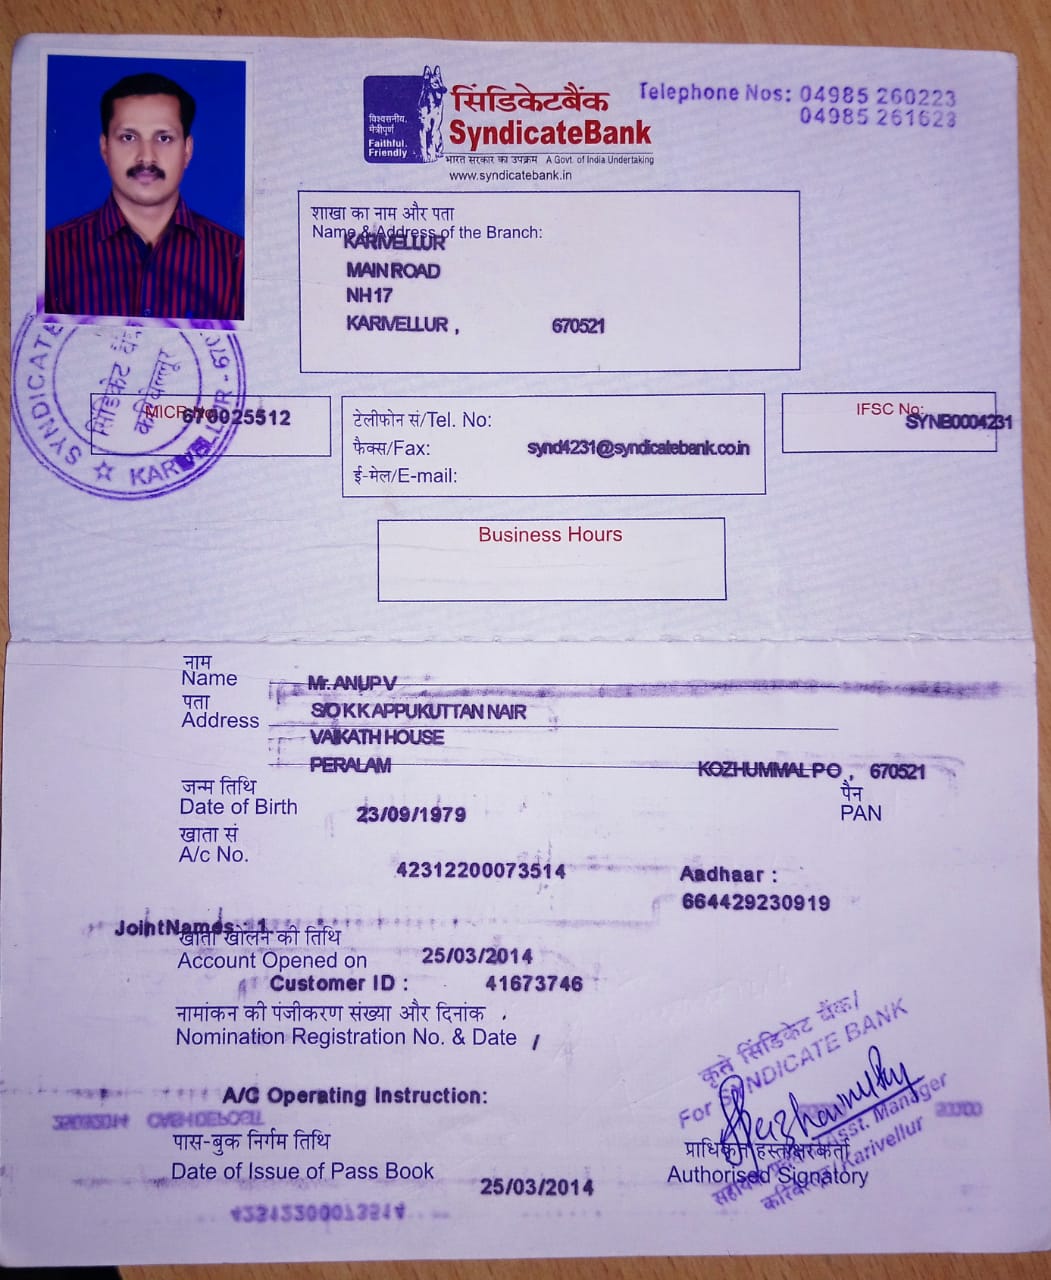 Telephone Nos: 04985 260223
04985 261623
सिंडिकेटबैंक
SyndicateBank
विश्वसनीय, मैत्रीपूर्ण
Faithful. Friendly
भारत सरकार का उपक्रम A Govt. of India Undertaking
www.syndicatebank.in
शाखा का नाम और पता
Name & Address of the Branch:
KARIVELLUR
MAIN ROAD
NH 17
KARIVELLUR , 670521
SYNDICATE
सिंडिकेट बैंक
करिवेल्लूर
KARIVELLUR - 670
MICR No:
670025512
टेलीफोन सं/Tel. No:
फैक्स/Fax:
synd4231@syndicatebank.co.in
ई-मेल/E-mail:
IFSC No:
SYNB0004231
Business Hours
नाम
Name Mr. ANUP V
पता
Address S/O K K APPUKUTTAN NAIR
VAIKATH HOUSE
PERALAM KOZHUMMAL P O , 670521
जन्म तिथि
Date of Birth 23/09/1979
पैन
PAN
खाता सं
A/c No.
42312200073514
Aadhaar :
664429230919
Joint Names : 1
खाता खोलने की तिथि
Account Opened on 25/03/2014
Customer ID : 41673746
नामांकन की पंजीकरण संख्या और दिनांक
Nomination Registration No. & Date /
कृते सिंडिकेट बैंक/
For SYNDICATE BANK
A/C Operating Instruction:
पास-बुक निर्गम तिथि
Date of Issue of Pass Book 25/03/2014
प्राधिकृत हस्ताक्षरकर्ता
Authorised Signatory
Asst. Manager
Karivellur